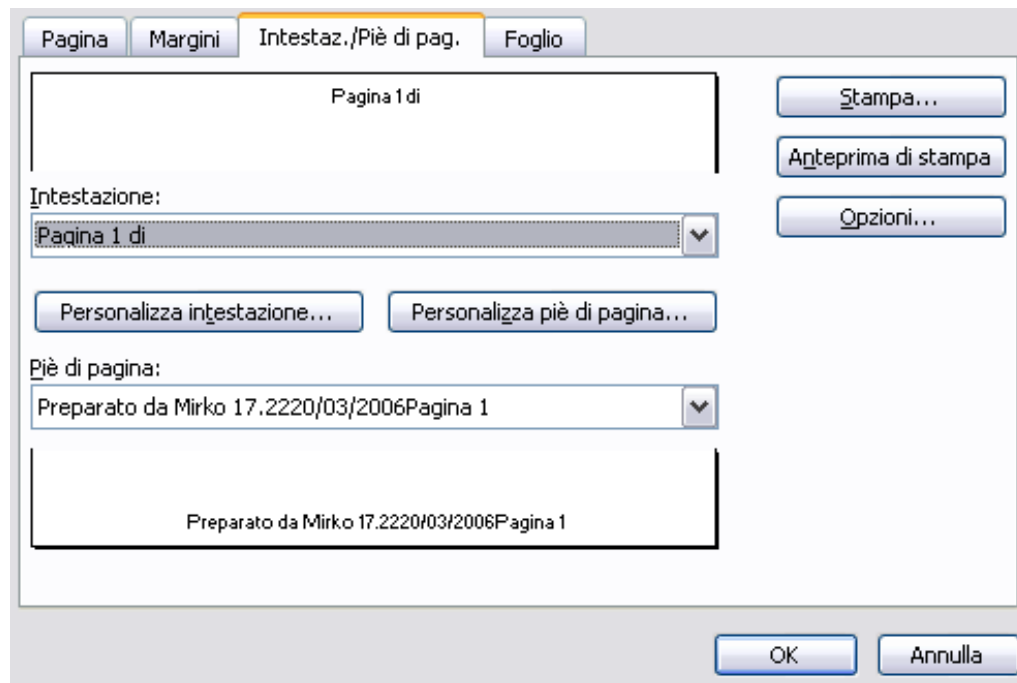 Pagina Margini Intestaz./Piè di pag. Foglio
Pagina 1 di
Stampa...
Anteprima di stampa
Intestazione:
Opzioni...
Pagina 1 di
Personalizza intestazione... Personalizza piè di pagina...
Piè di pagina:
Preparato da Mirko 17.2220/03/2006Pagina 1
Preparato da Mirko 17.2220/03/2006Pagina 1
OK Annulla